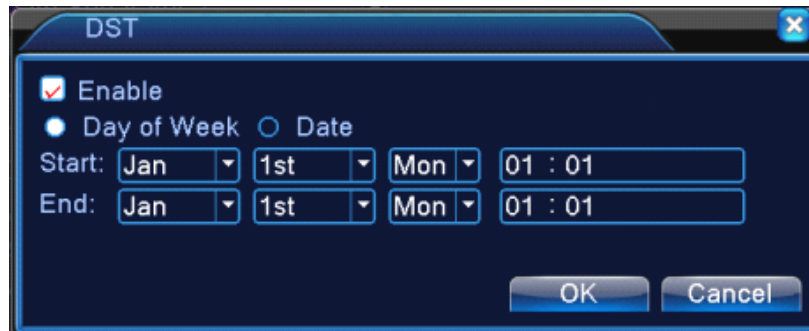 DST
Enable
Day of Week Date
Start: Jan 1st Mon 01 : 01
End: Jan 1st Mon 01 : 01
OK Cancel